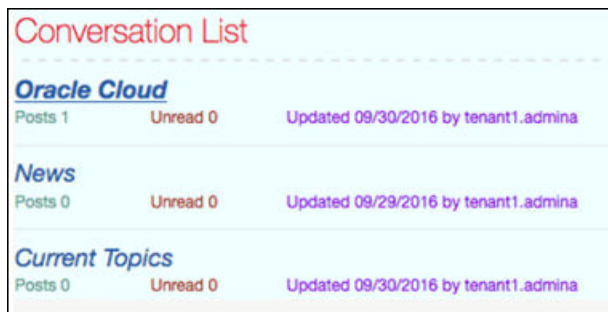 Conversation List
Oracle Cloud
Posts 1 Unread 0 Updated 09/30/2016 by tenant1.admina
News
Posts 0 Unread 0 Updated 09/29/2016 by tenant1.admina
Current Topics
Posts 0 Unread 0 Updated 09/30/2016 by tenant1.admina